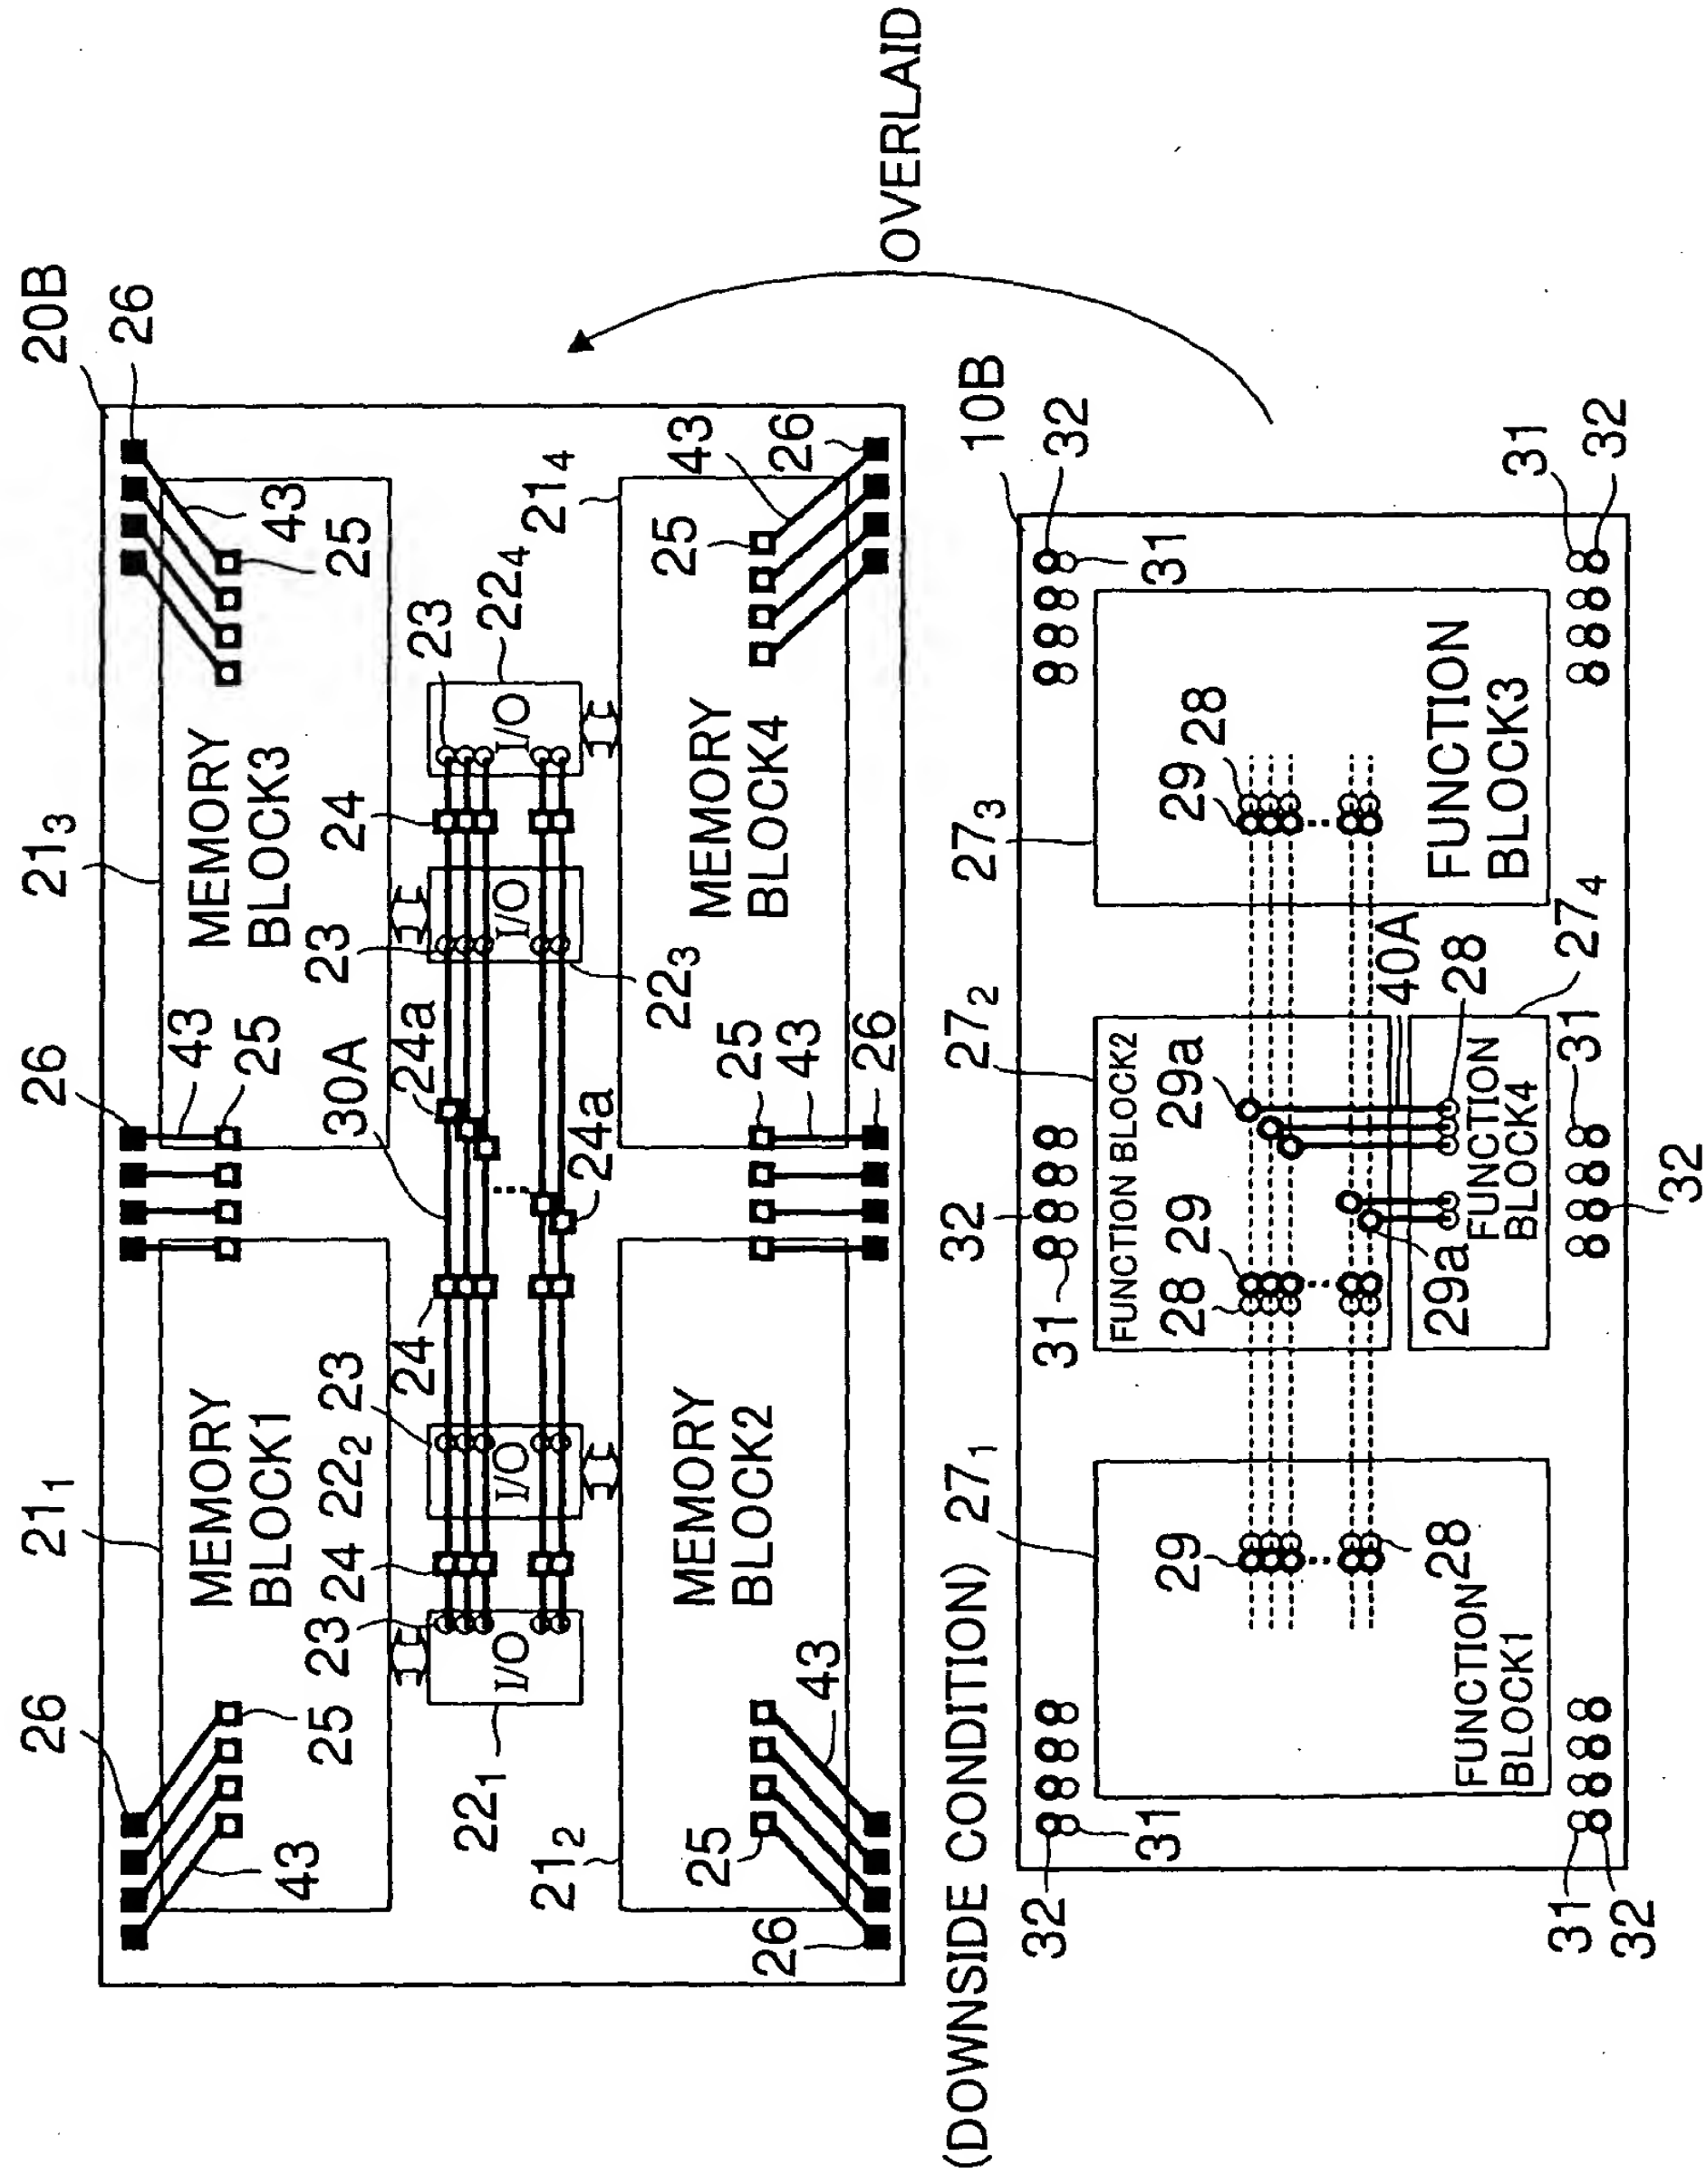 20B
26
21₁
26
21₃
26
MEMORY
BLOCK1
43
25
MEMORY
BLOCK3
43
25
43
25
23
24
22₂
23
30A
24
24a
23
24
23
22₄
I/O
I/O
I/O
I/O
22₁
24a
22₃
21₂
21₄
MEMORY
BLOCK2
MEMORY
BLOCK4
25
43
25
43
25
43
26
26
26
OVERLAID
(DOWNSIDE CONDITION)
27₁
27₂
27₃
10B
32
31
32
31
32
31
FUNCTION BLOCK2
29
28
29
29a
29
28
28
FUNCTION
BLOCK1
29a
40A
28
FUNCTION
BLOCK4
FUNCTION
BLOCK3
27₄
31
32
31
32
31
32